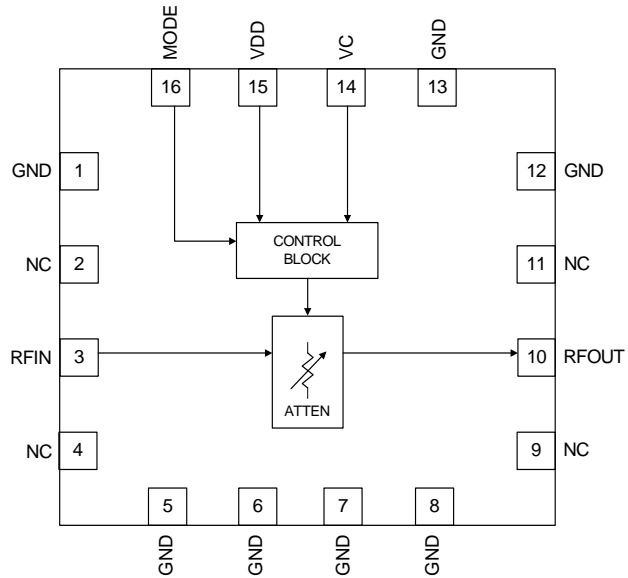 MODE
VDD
VC
GND
16
15
14
13
GND 1
12 GND
CONTROL
BLOCK
NC 2
11 NC
RFIN 3
10 RFOUT
ATTEN
NC 4
9 NC
5
6
7
8
GND
GND
GND
GND